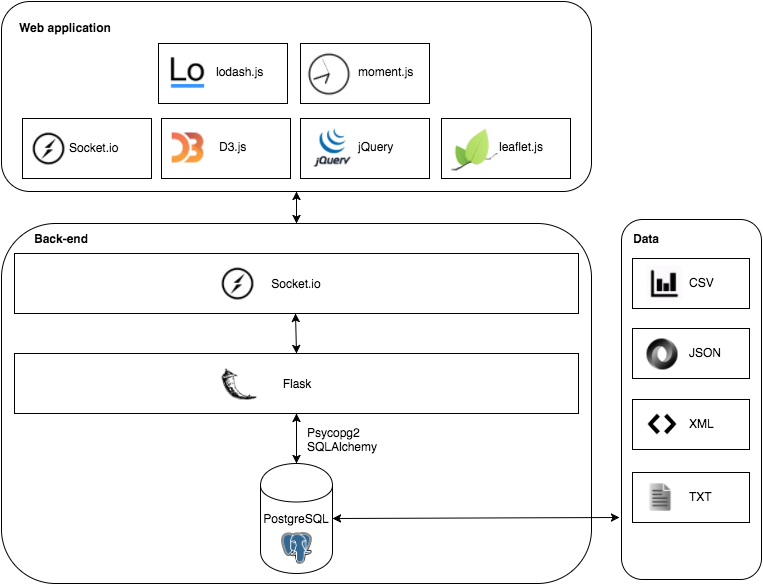 Web application
Lo
lodash.js
moment.js
Socket.io
D3.js
jQuery
jQuery
leaflet.js
Back-end
Socket.io
Flask
Psycopg2
SQLAlchemy
PostgreSQL
Data
CSV
JSON
XML
TXT